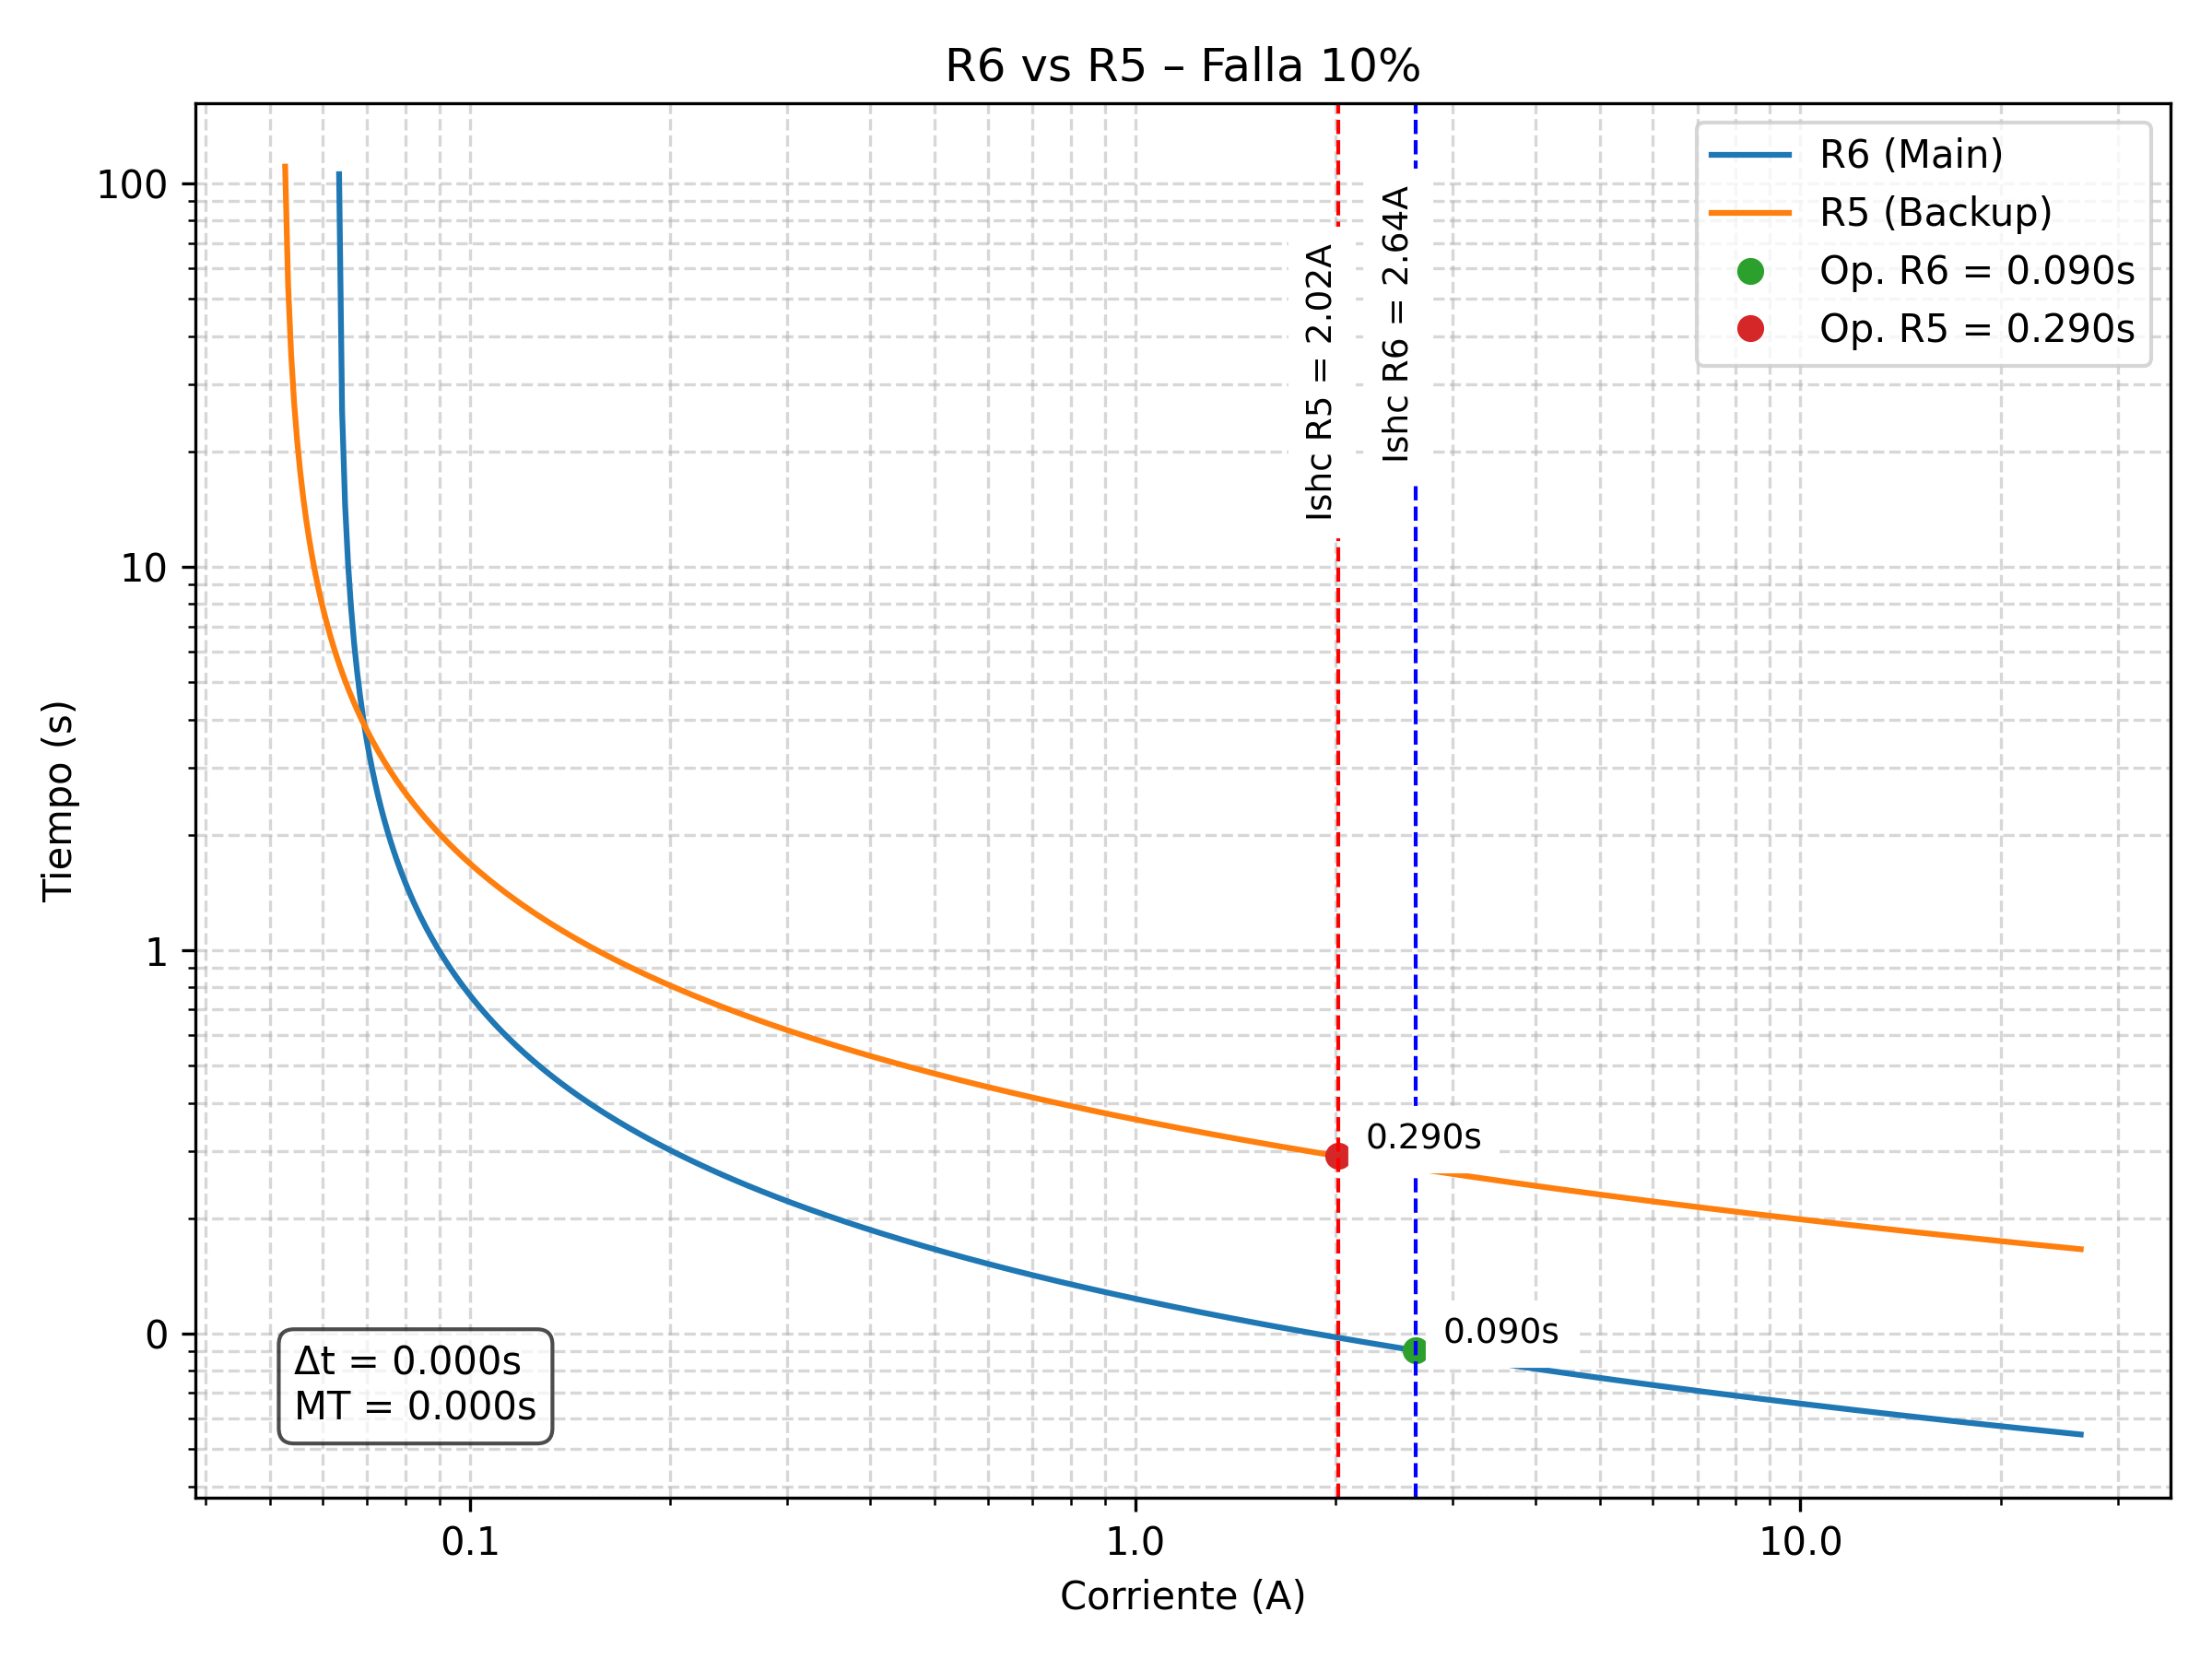 R6 vs R5 – Falla 10%
R6 (Main)
R5 (Backup)
Op. R6 = 0.090s
Op. R5 = 0.290s
Ishc R5 = 2.02A
Ishc R6 = 2.64A
100
10
1
0
Tiempo (s)
0.290s
0.090s
Δt = 0.000s
MT = 0.000s
0.1
1.0
10.0
Corriente (A)